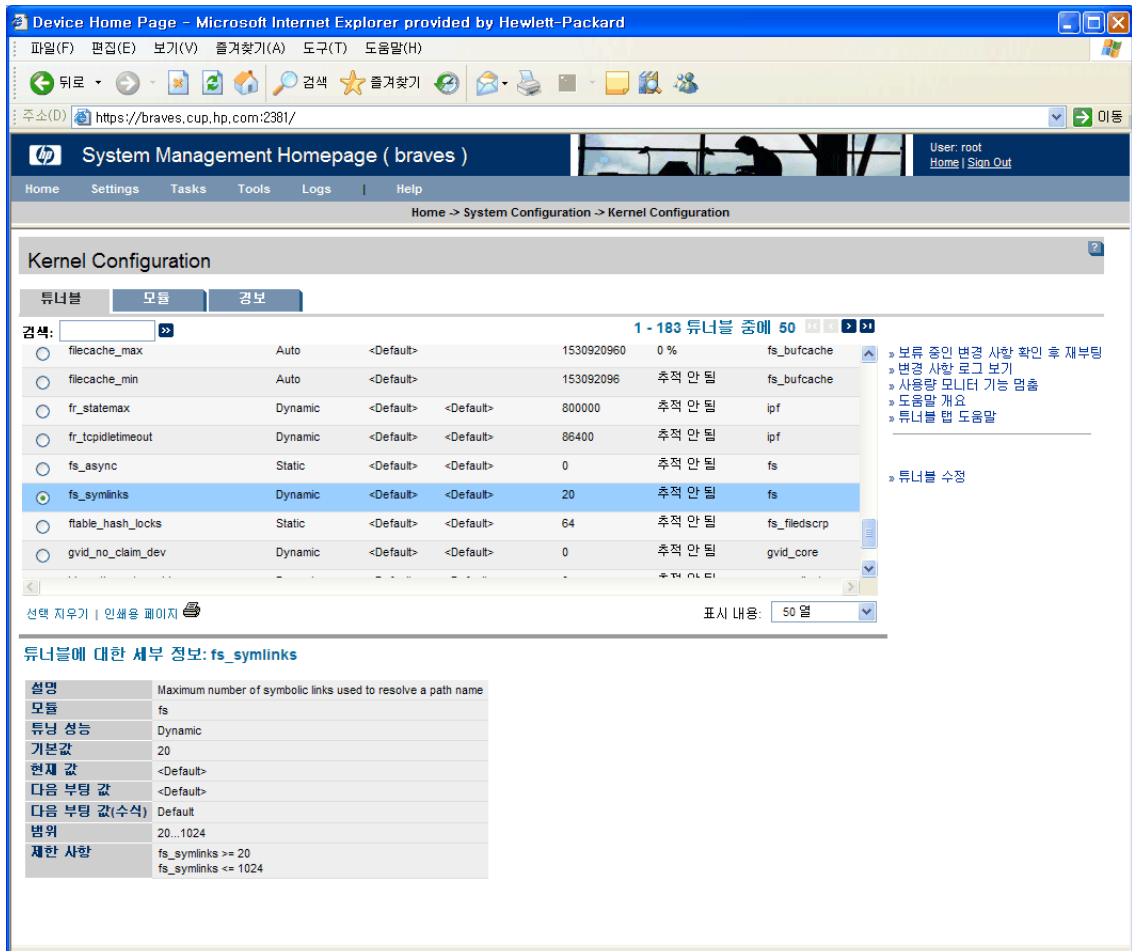 Device Home Page - Microsoft Internet Explorer provided by Hewlett-Packard
파일(F) 편집(E) 보기(V) 즐겨찾기(A) 도구(T) 도움말(H)
뒤로 검색 즐겨찾기
주소(D) https://braves.cup.hp.com:2381/ 이동
hp System Management Homepage ( braves )
User: root
Home | Sign Out
Home Settings Tasks Tools Logs | Help
Home -> System Configuration -> Kernel Configuration
Kernel Configuration ?
튜너블 모듈 경보
검색: 1 - 183 튜너블 중에 50
filecache_max Auto <Default> 1530920960 0 % fs_bufcache
filecache_min Auto <Default> 153092096 추적 안 됨 fs_bufcache
fr_statemax Dynamic <Default> <Default> 800000 추적 안 됨 ipf
fr_tcpidletimeout Dynamic <Default> <Default> 86400 추적 안 됨 ipf
fs_async Static <Default> <Default> 0 추적 안 됨 fs
fs_symlinks Dynamic <Default> <Default> 20 추적 안 됨 fs
ftable_hash_locks Static <Default> <Default> 64 추적 안 됨 fs_filedscrp
gvid_no_claim_dev Dynamic <Default> <Default> 0 추적 안 됨 gvid_core
» 보류 중인 변경 사항 확인 후 재부팅
» 변경 사항 로그 보기
» 사용량 모니터 기능 멈춤
» 도움말 개요
» 튜너블 탭 도움말
» 튜너블 수정
선택 지우기 | 인쇄용 페이지 표시 내용: 50 열
튜너블에 대한 세부 정보: fs_symlinks
설명 Maximum number of symbolic links used to resolve a path name
모듈 fs
튜닝 성능 Dynamic
기본값 20
현재 값 <Default>
다음 부팅 값 <Default>
다음 부팅 값(수식) Default
범위 20...1024
제한 사항 fs_symlinks >= 20
fs_symlinks <= 1024